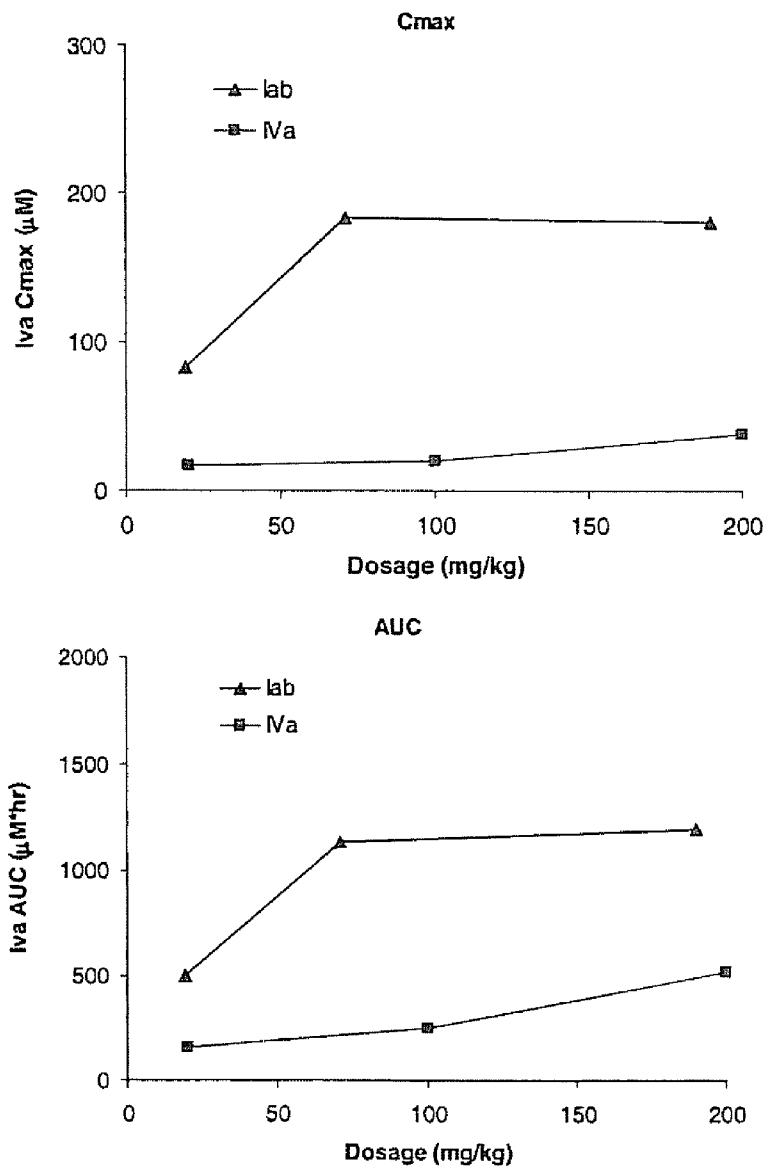 Cmax
300
200
100
0
Iva Cmax (μM)
Iab
IVa
0 50 100 150 200
Dosage (mg/kg)
AUC
2000
1500
1000
500
0
Iva AUC (μM*hr)
Iab
IVa
0 50 100 150 200
Dosage (mg/kg)